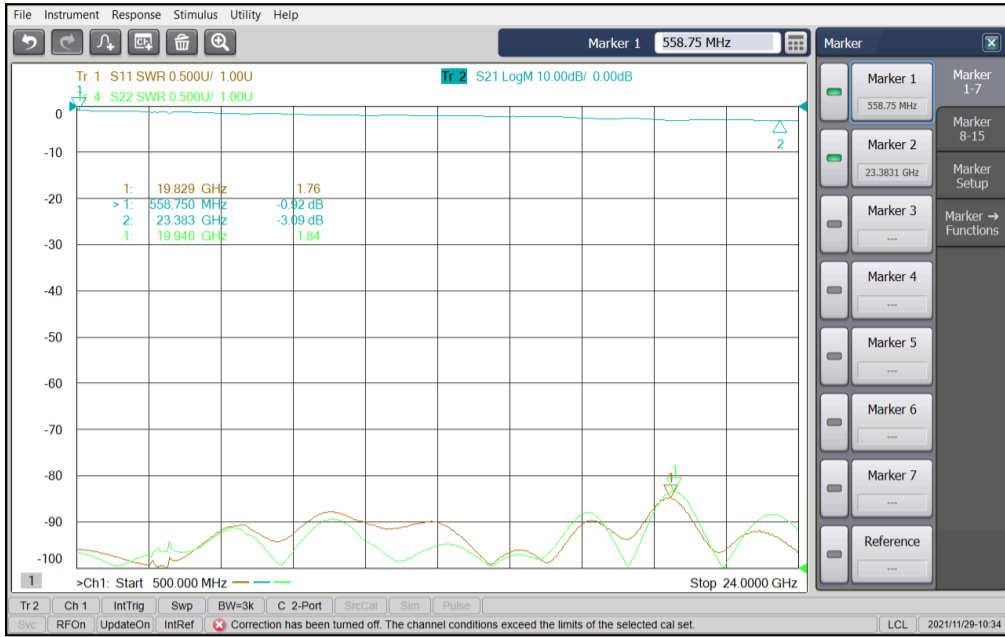 File Instrument Response Stimulus Utility Help
Marker 1 558.75 MHz
Marker
Tr 1 S11 SWR 0.500U/ 1.00U
Tr 2 S21 LogM 10.00dB/ 0.00dB
1
Tr 4 S22 SWR 0.500U/ 1.00U
2
0
-10
-20
-30
-40
-50
-60
-70
-80
-90
-100
1: 19.829 GHz 1.76
> 1: 558.750 MHz -0.92 dB
2: 23.383 GHz -3.09 dB
1: 19.946 GHz 1.84
1
1
1 >Ch1: Start 500.000 MHz Stop 24.0000 GHz
Marker 1
558.75 MHz
Marker 2
23.3831 GHz
Marker 3
---
Marker 4
---
Marker 5
---
Marker 6
---
Marker 7
---
Reference
---
Marker
1-7
Marker
8-15
Marker
Setup
Marker →
Functions
Tr 2 Ch 1 IntTrig Swp BW=3k C 2-Port SrcCal Sim Pulse
Svc RFOn UpdateOn IntRef Correction has been turned off. The channel conditions exceed the limits of the selected cal set. LCL 2021/11/29-10:34